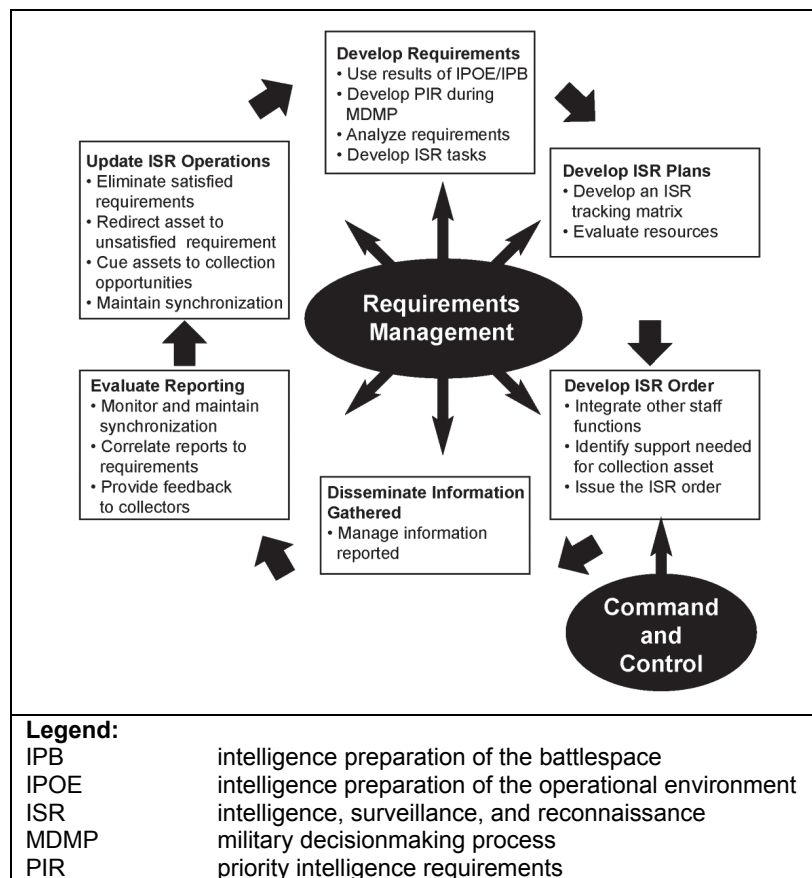 Develop Requirements
• Use results of IPOE/IPB
• Develop PIR during
MDMP
• Analyze requirements
• Develop ISR tasks
Develop ISR Plans
• Develop an ISR
tracking matrix
• Evaluate resources
Develop ISR Order
• Integrate other staff
functions
• Identify support needed
for collection asset
• Issue the ISR order
Command
and
Control
Disseminate Information
Gathered
• Manage information
reported
Evaluate Reporting
• Monitor and maintain
synchronization
• Correlate reports to
requirements
• Provide feedback
to collectors
Update ISR Operations
• Eliminate satisfied
requirements
• Redirect asset to
unsatisfied requirement
• Cue assets to collection
opportunities
• Maintain synchronization
Requirements
Management
Legend:
IPB intelligence preparation of the battlespace
IPOE intelligence preparation of the operational environment
ISR intelligence, surveillance, and reconnaissance
MDMP military decisionmaking process
PIR priority intelligence requirements